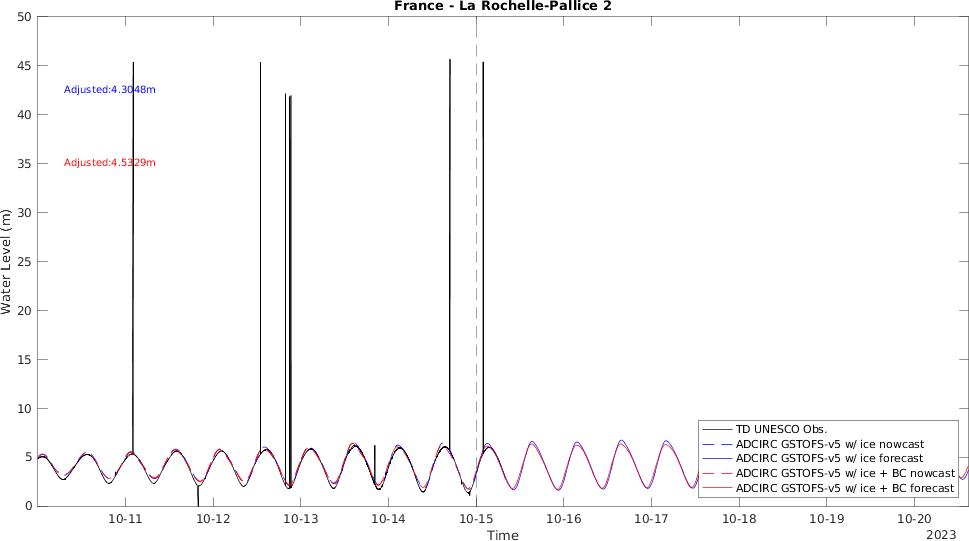 France - La Rochelle-Pallice 2
50
45
40
35
30
25
20
15
10
5
0
Water Level (m)
Adjusted:4.3048m
Adjusted:4.5329m
TD UNESCO Obs.
ADCIRC GSTOFS-v5 w/ ice nowcast
ADCIRC GSTOFS-v5 w/ ice forecast
ADCIRC GSTOFS-v5 w/ ice + BC nowcast
ADCIRC GSTOFS-v5 w/ ice + BC forecast
10-11 10-12 10-13 10-14 10-15 10-16 10-17 10-18 10-19 10-20
Time
2023